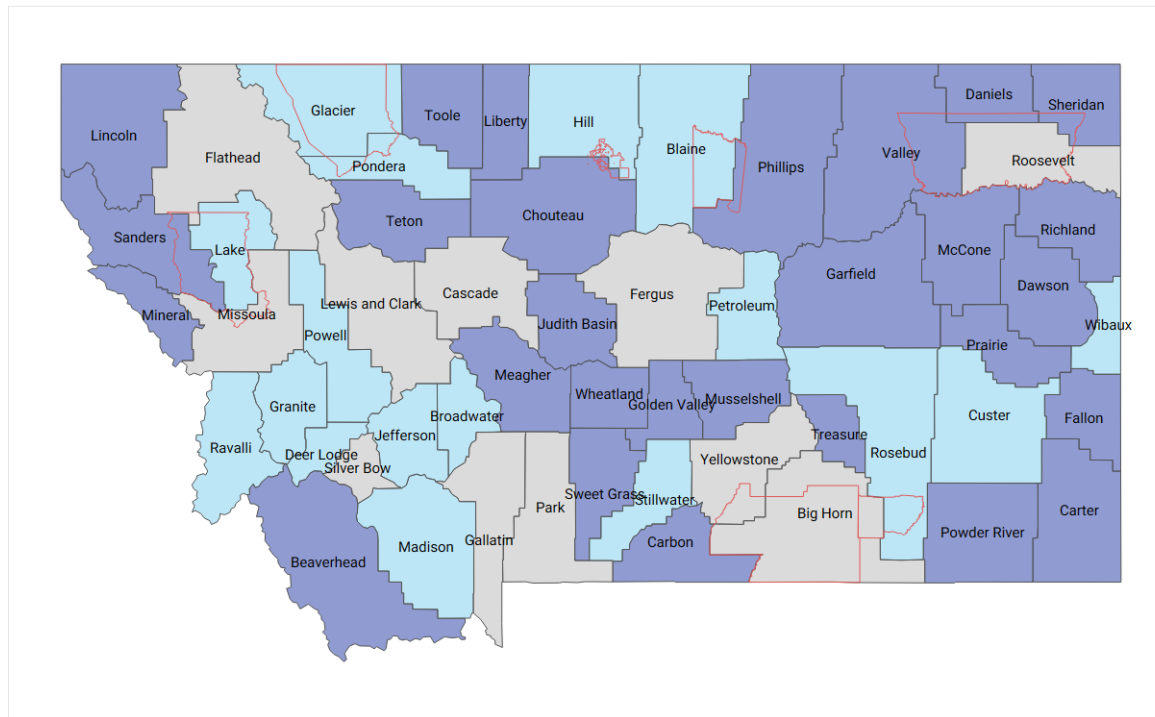 Daniels
Sheridan
Glacier
Toole
Liberty
Hill
Lincoln
Blaine
Valley
Flathead
Roosevelt
Pondera
Phillips
Chouteau
Teton
Richland
Sanders
Lake
McCone
Garfield
Dawson
Cascade
Fergus
Lewis and Clark
Petroleum
Mineral
Missoula
Judith Basin
Wibaux
Powell
Prairie
Meagher
Wheatland
Musselshell
Golden Valley
Granite
Broadwater
Custer
Fallon
Jefferson
Treasure
Ravalli
Deer Lodge
Rosebud
Silver Bow
Yellowstone
Sweet Grass
Stillwater
Park
Big Horn
Carter
Powder River
Gallatin
Carbon
Madison
Beaverhead